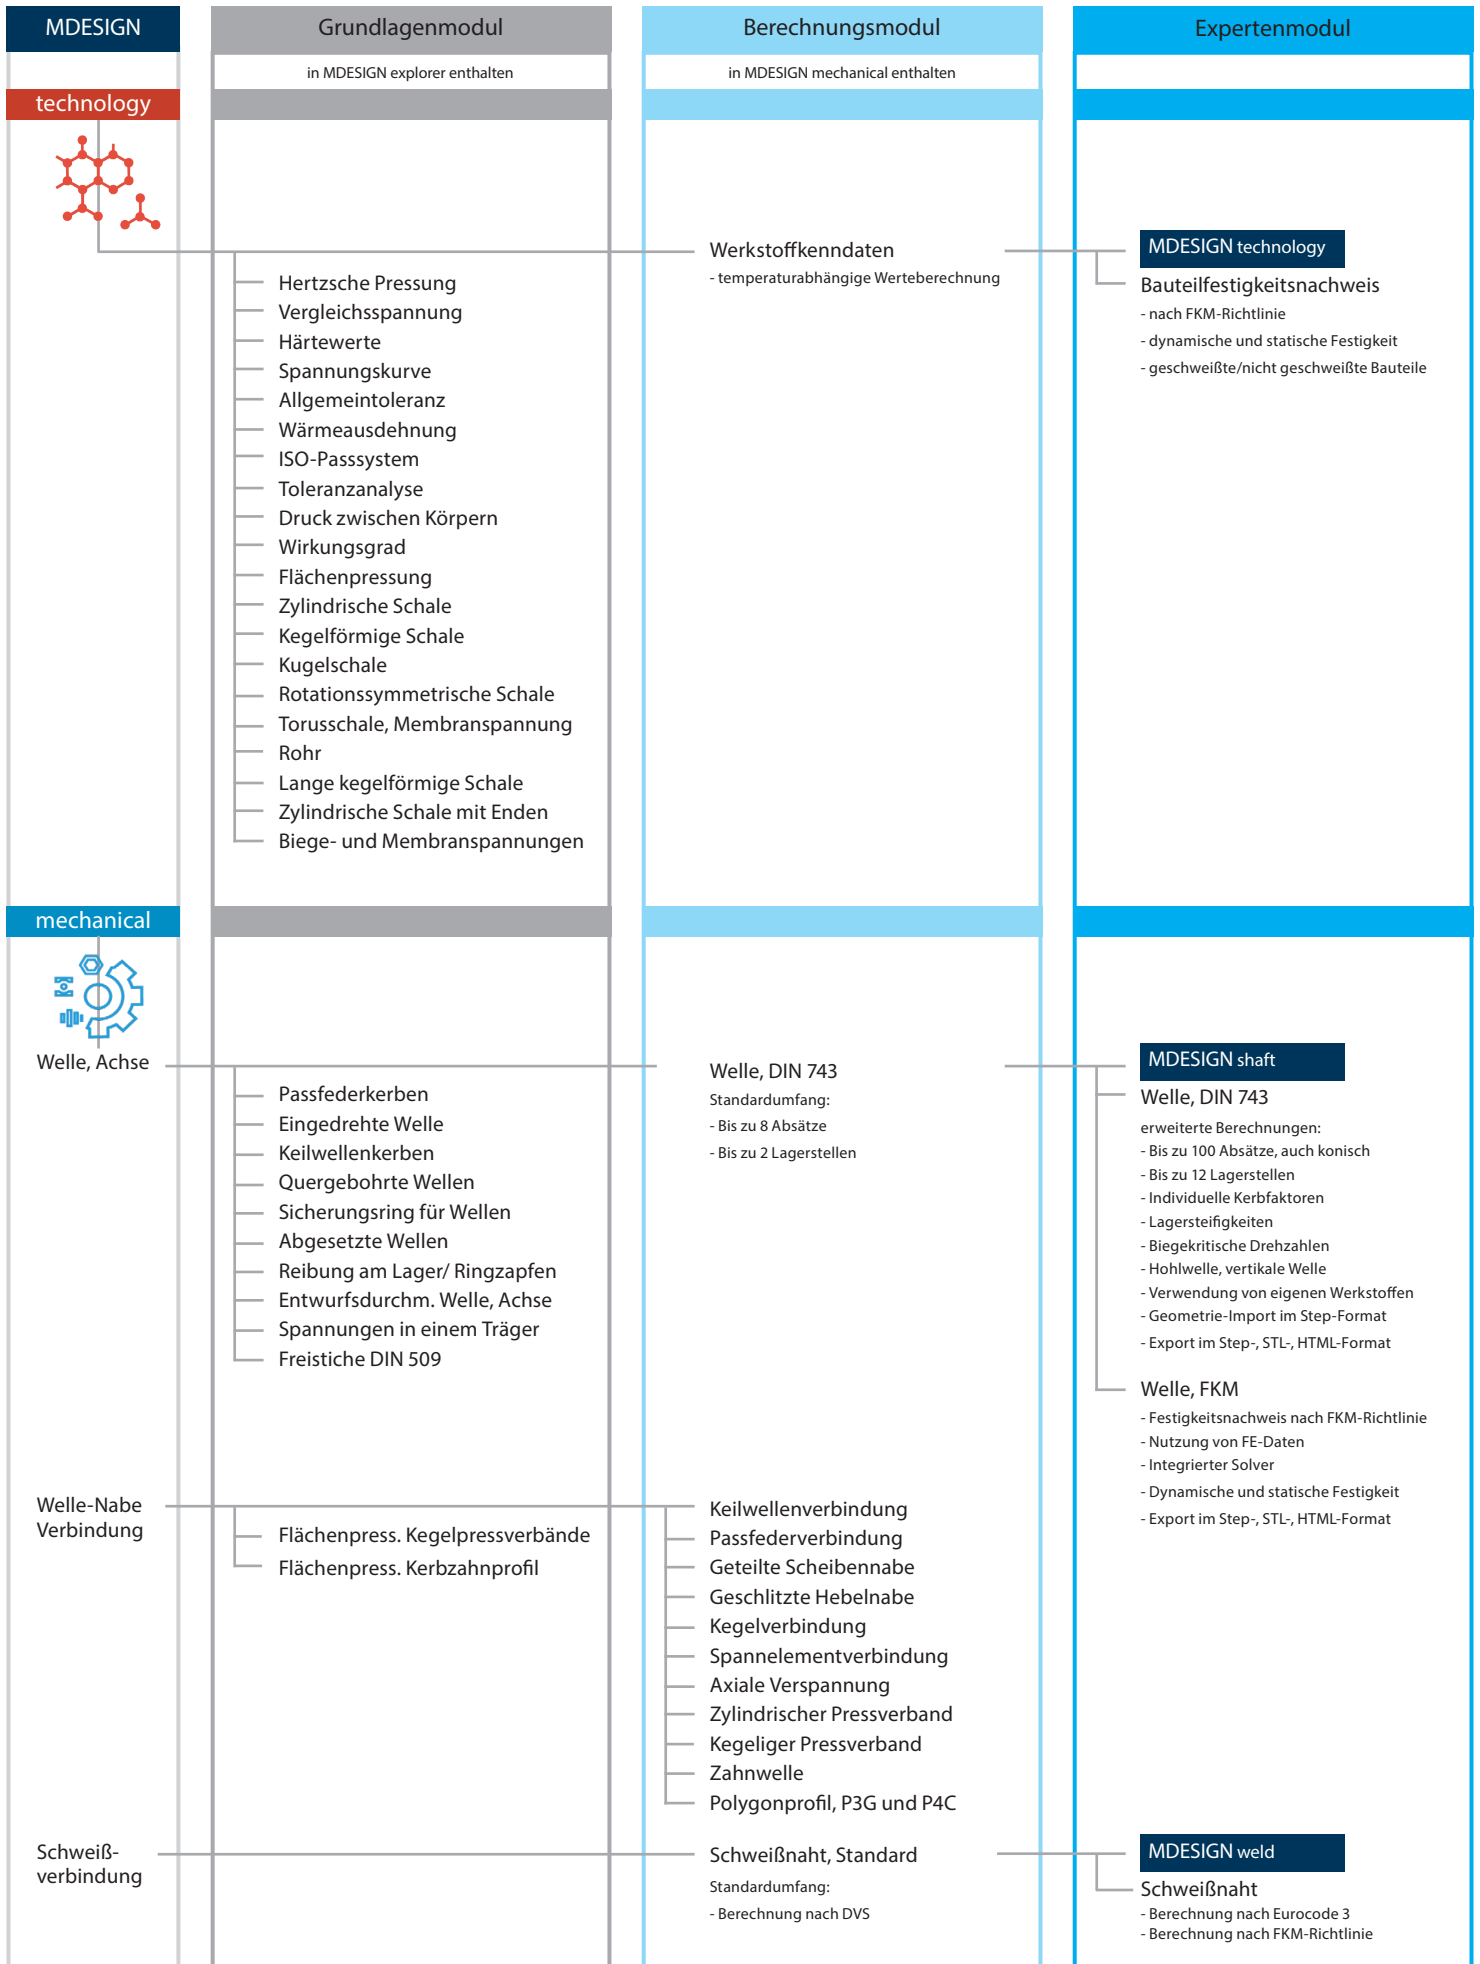 MDESIGN
Grundlagenmodul
Berechnungsmodul
Expertenmodul
in MDESIGN explorer enthalten
in MDESIGN mechanical enthalten
technology
Hertzsche Pressung
Vergleichsspannung
Härtewerte
Spannungskurve
Allgemeintoleranz
Wärmeausdehnung
ISO-Passsystem
Toleranzanalyse
Druck zwischen Körpern
Wirkungsgrad
Flächenpressung
Zylindrische Schale
Kegelförmige Schale
Kugelschale
Rotationssymmetrische Schale
Torusschale, Membranspannung
Rohr
Lange kegelförmige Schale
Zylindrische Schale mit Enden
Biege- und Membranspannungen
Werkstoffkenndaten
- temperaturabhängige Werteberechnung
MDESIGN technology
Bauteilfestigkeitsnachweis
- nach FKM-Richtlinie
- dynamische und statische Festigkeit
- geschweißte/nicht geschweißte Bauteile
mechanical
Welle, Achse
Passfederkerben
Eingedrehte Welle
Keilwellenkerben
Quergebohrte Wellen
Sicherungsring für Wellen
Abgesetzte Wellen
Reibung am Lager/ Ringzapfen
Entwurfsdurchm. Welle, Achse
Spannungen in einem Träger
Freistiche DIN 509
Welle, DIN 743
Standardumfang:
- Bis zu 8 Absätze
- Bis zu 2 Lagerstellen
MDESIGN shaft
Welle, DIN 743
erweiterte Berechnungen:
- Bis zu 100 Absätze, auch konisch
- Bis zu 12 Lagerstellen
- Individuelle Kerbfaktoren
- Lagersteifigkeiten
- Biegekritische Drehzahlen
- Hohlwelle, vertikale Welle
- Verwendung von eigenen Werkstoffen
- Geometrie-Import im Step-Format
- Export im Step-, STL-, HTML-Format
Welle, FKM
- Festigkeitsnachweis nach FKM-Richtlinie
- Nutzung von FE-Daten
- Integrierter Solver
- Dynamische und statische Festigkeit
- Export im Step-, STL-, HTML-Format
Welle-Nabe
Verbindung
Flächenpress. Kegelpressverbände
Flächenpress. Kerbzahnprofil
Keilwellenverbindung
Passfederverbindung
Geteilte Scheibennabe
Geschlitzte Hebelnabe
Kegelverbindung
Spannelementverbindung
Axiale Verspannung
Zylindrischer Pressverband
Kegeliger Pressverband
Zahnwelle
Polygonprofil, P3G und P4C
Schweiß-
verbindung
Schweißnaht, Standard
Standardumfang:
- Berechnung nach DVS
MDESIGN weld
Schweißnaht
- Berechnung nach Eurocode 3
- Berechnung nach FKM-Richtlinie